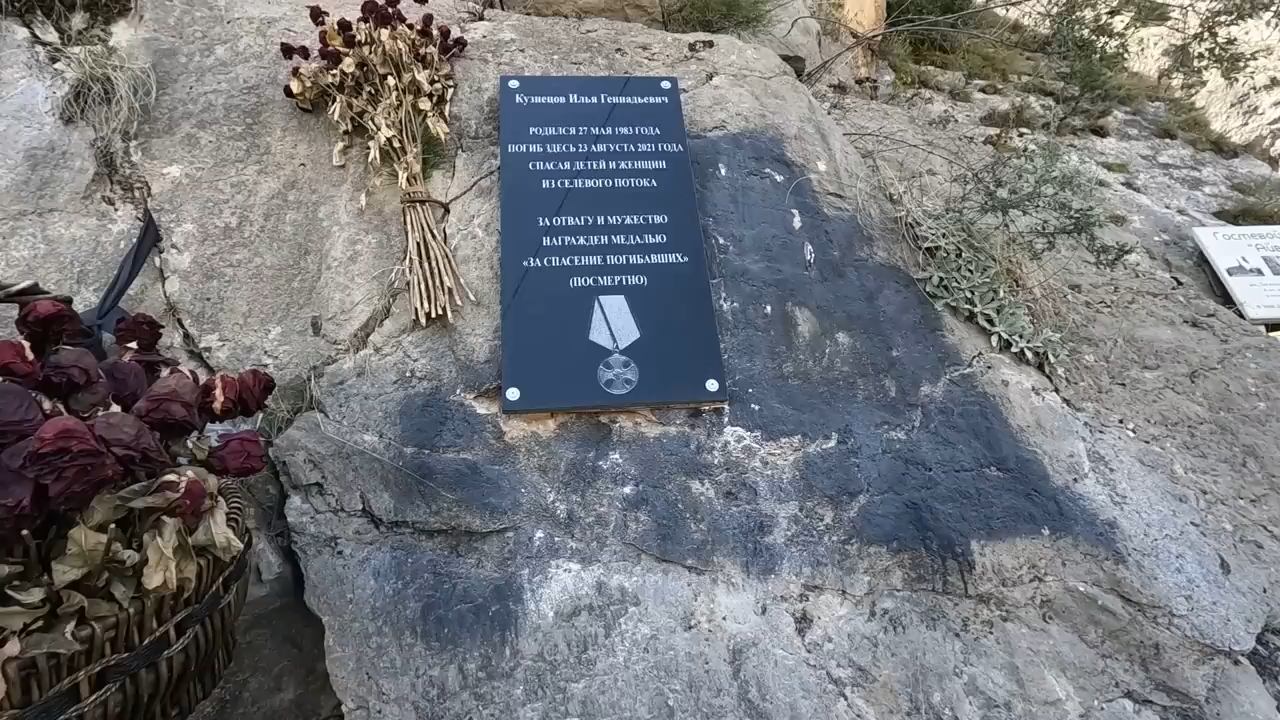 Кузнецов Илья Геннадьевич
РОДИЛСЯ 27 МАЯ 1983 ГОДА
ПОГИБ ЗДЕСЬ 23 АВГУСТА 2021 ГОДА
СПАСАЯ ДЕТЕЙ И ЖЕНЩИН
ИЗ СЕЛЕВОГО ПОТОКА
ЗА ОТВАГУ И МУЖЕСТВО
НАГРАЖДЕН МЕДАЛЬЮ
«ЗА СПАСЕНИЕ ПОГИБАВШИХ»
(ПОСМЕРТНО)
Гостевой